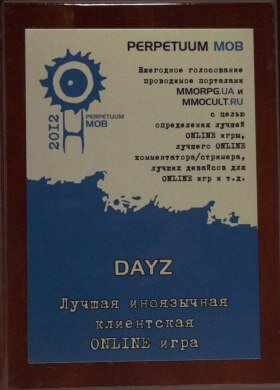 PERPETUUM MOB
Ежегодное голосование
проводимое порталами
MMORPG.UA и
MMOCULT.RU
с целью
определения лучшей
ONLINE игры,
лучшего ONLINE
комментатора/стримера,
лучших девайсов для
ONLINE игр и т.д.
2012
PERPETUUM
MOB
DAYZ
Лучшая иноязычная
клиентская
ONLINE игра